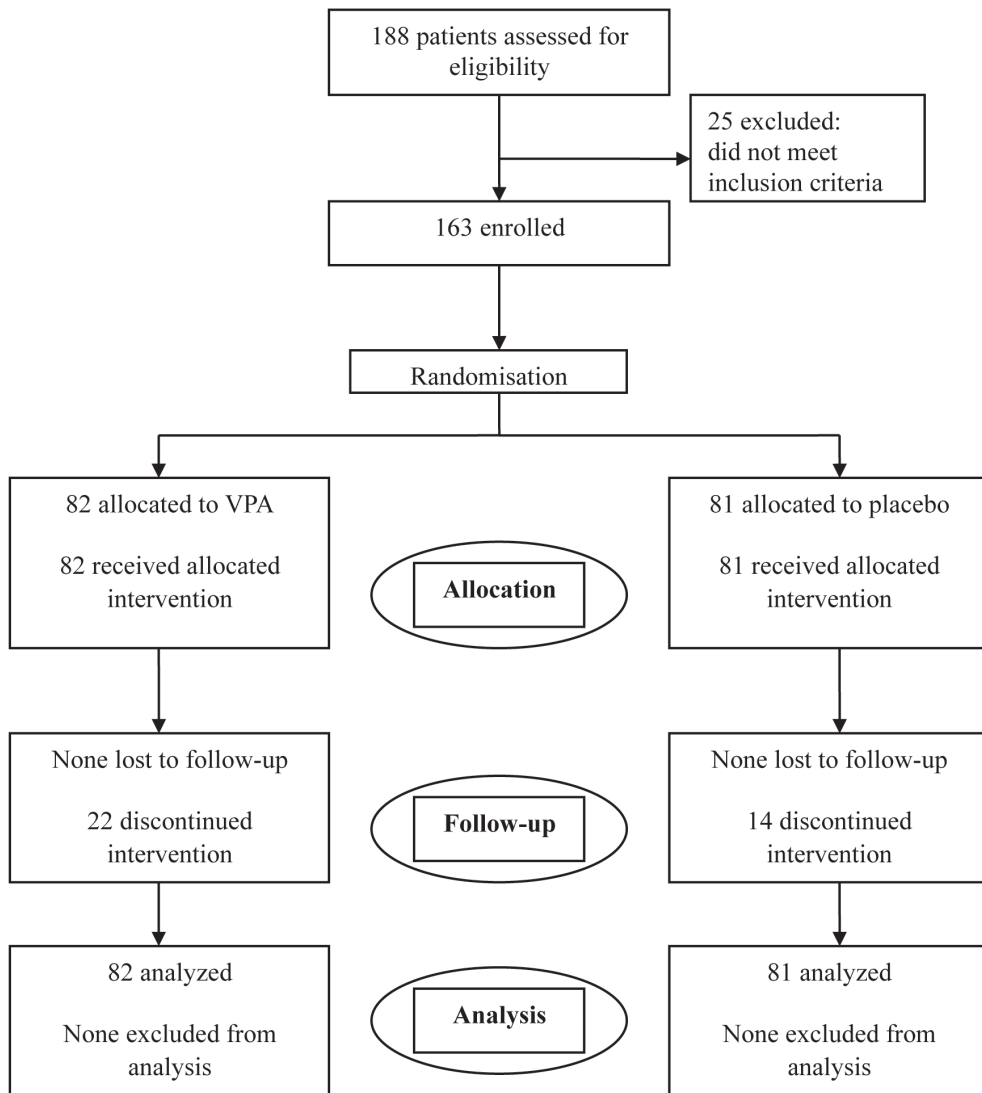 188 patients assessed for
eligibility
25 excluded:
did not meet
inclusion criteria
163 enrolled
Randomisation
82 allocated to VPA
82 received allocated
intervention
Allocation
81 allocated to placebo
81 received allocated
intervention
None lost to follow-up
22 discontinued
intervention
Follow-up
None lost to follow-up
14 discontinued
intervention
82 analyzed
None excluded from
analysis
Analysis
81 analyzed
None excluded from
analysis